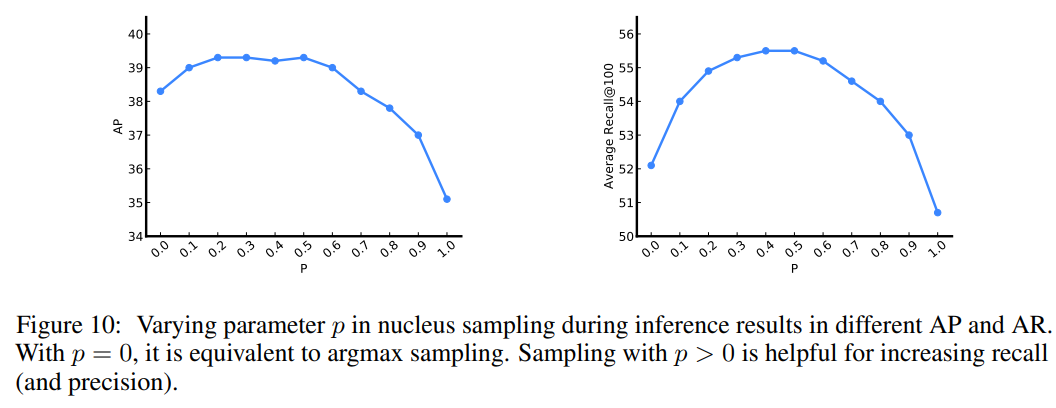 40
39
38
37
36
35
34
AP
0.0 0.1 0.2 0.3 0.4 0.5 0.6 0.7 0.8 0.9 1.0
P
56
55
54
53
52
51
50
Average Recall@100
0.0 0.1 0.2 0.3 0.4 0.5 0.6 0.7 0.8 0.9 1.0
P
Figure 10: Varying parameter p in nucleus sampling during inference results in different AP and AR.
With p = 0, it is equivalent to argmax sampling. Sampling with p > 0 is helpful for increasing recall
(and precision).